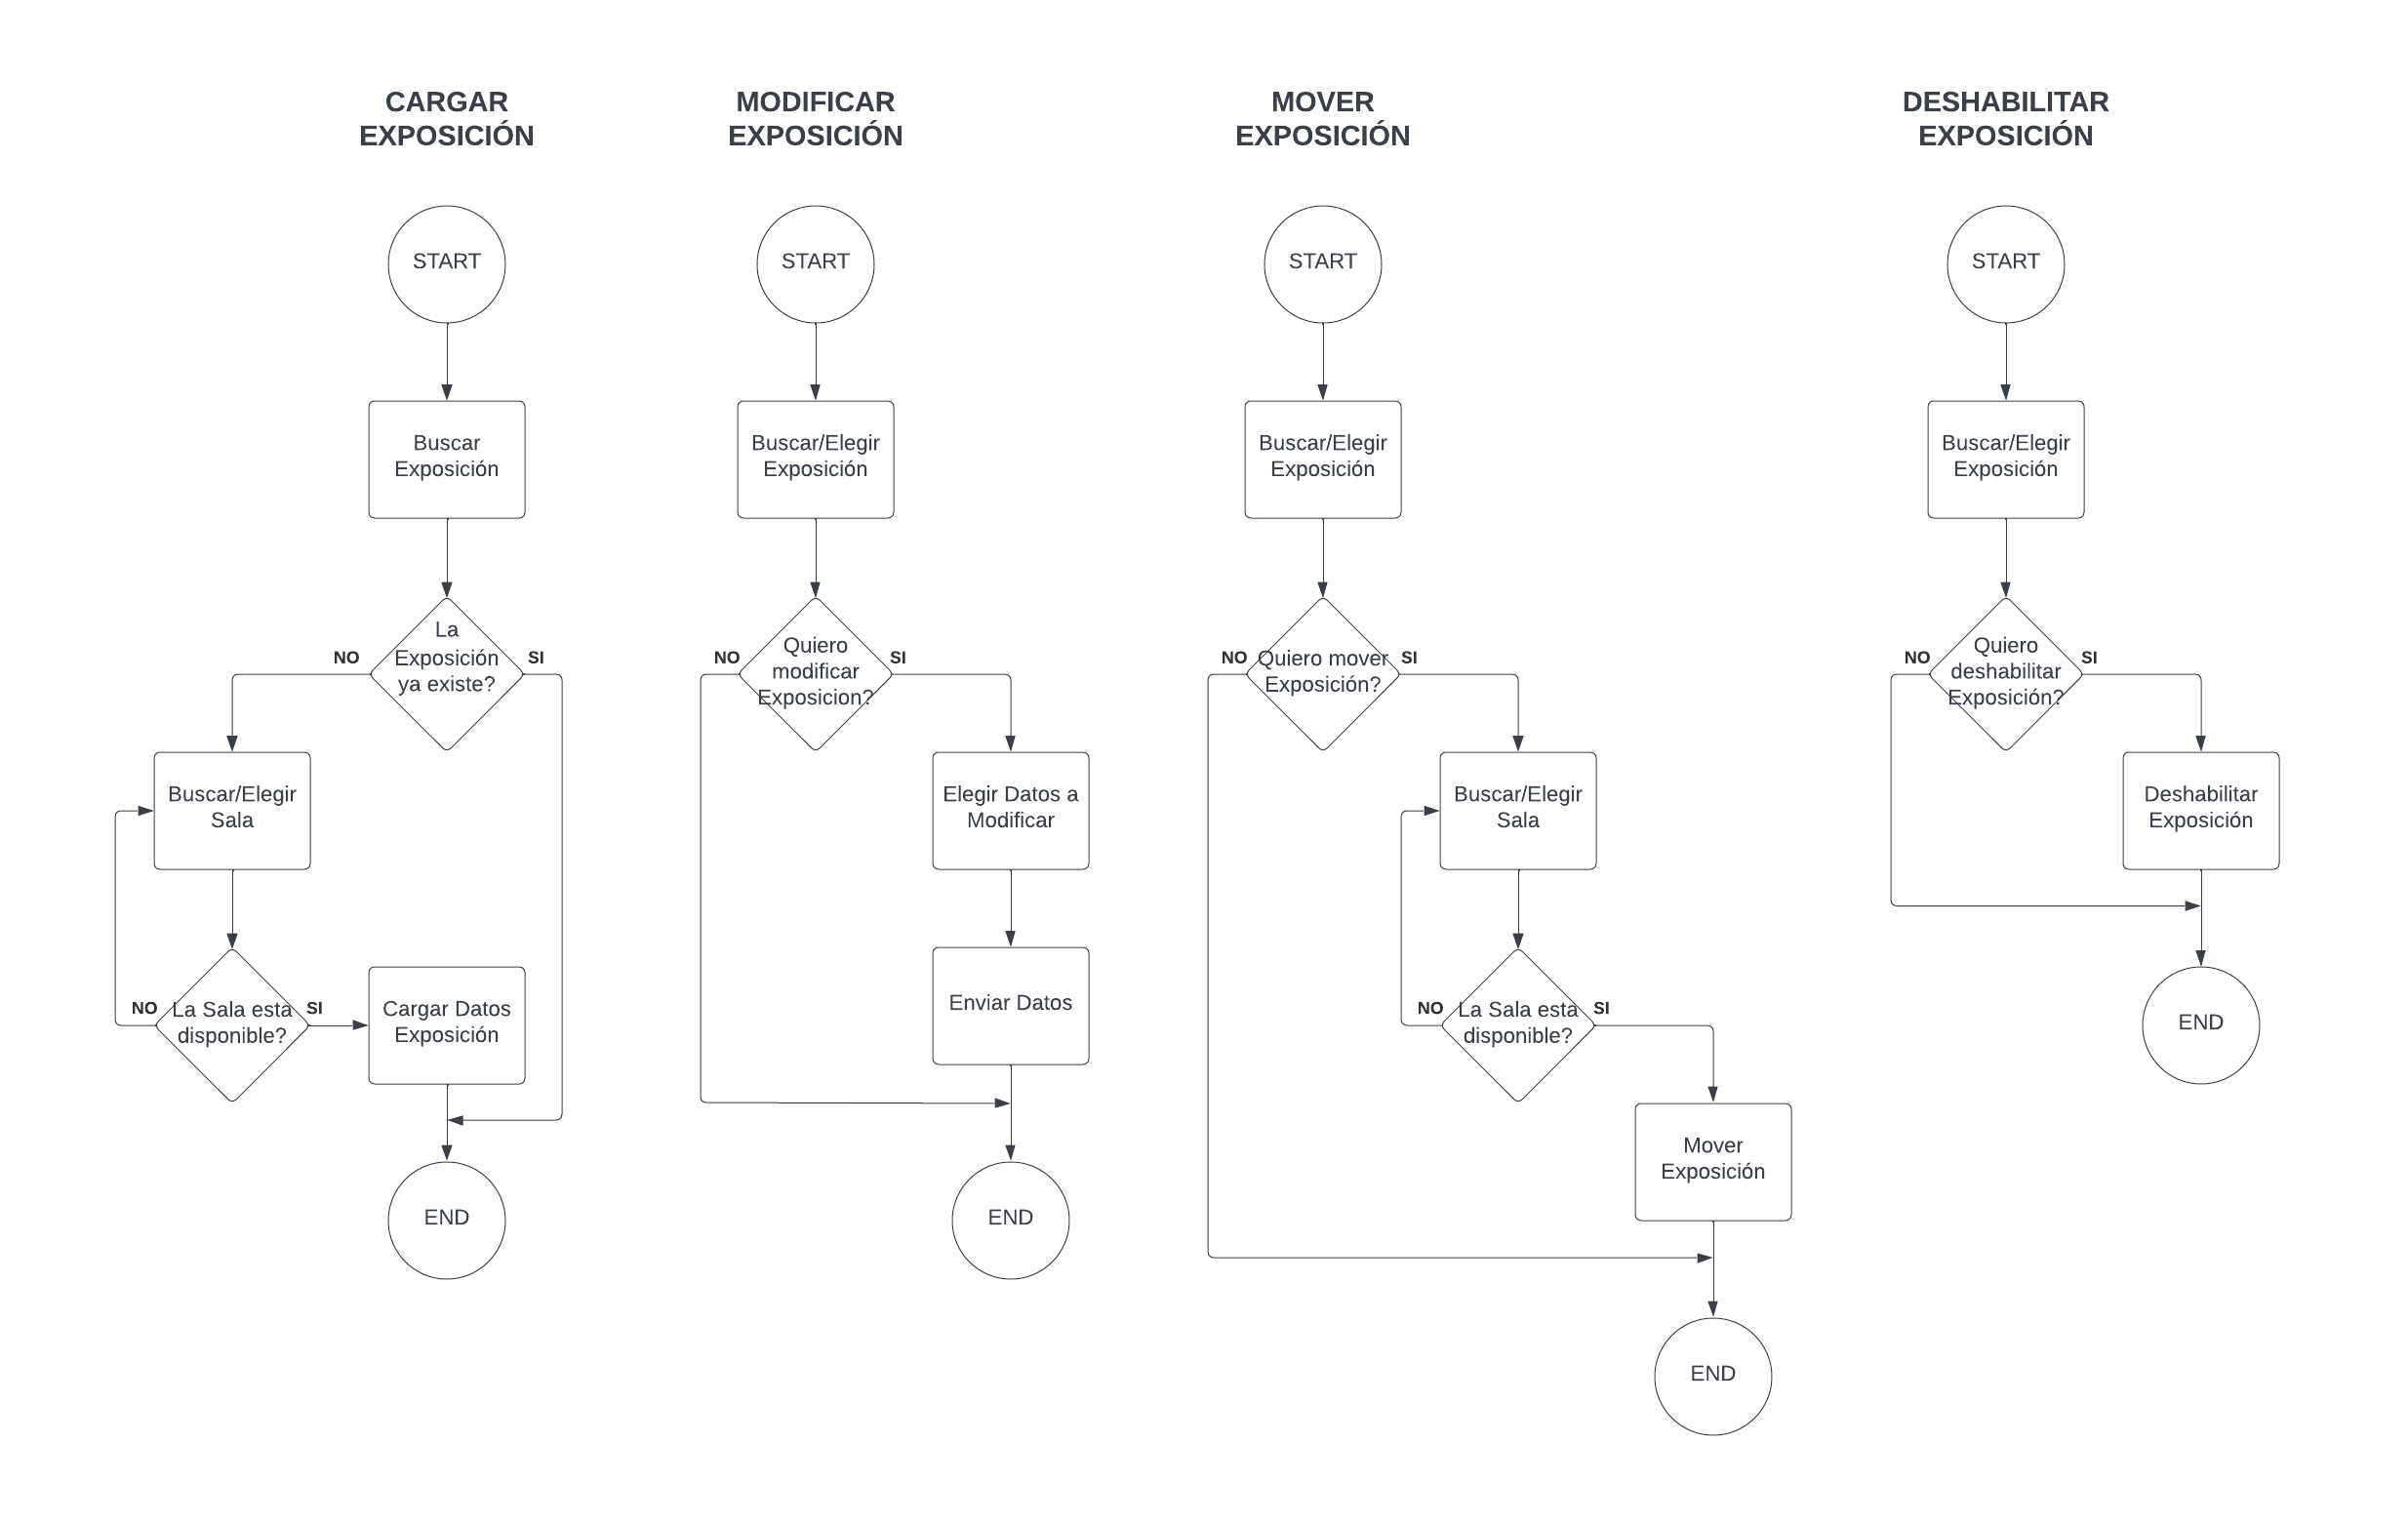 CARGAR
EXPOSICIÓN
START
Buscar
Exposición
La
Exposición
ya existe?
NO
SI
Buscar/Elegir
Sala
La Sala esta
disponible?
NO
SI
Cargar Datos
Exposición
END
MODIFICAR
EXPOSICIÓN
START
Buscar/Elegir
Exposición
Quiero
modificar
Exposicion?
NO
SI
Elegir Datos a
Modificar
Enviar Datos
END
MOVER
EXPOSICIÓN
START
Buscar/Elegir
Exposición
Quiero mover
Exposición?
NO
SI
Buscar/Elegir
Sala
La Sala esta
disponible?
NO
SI
Mover
Exposición
END
DESHABILITAR
EXPOSICIÓN
START
Buscar/Elegir
Exposición
Quiero
deshabilitar
Exposición?
NO
SI
Deshabilitar
Exposición
END